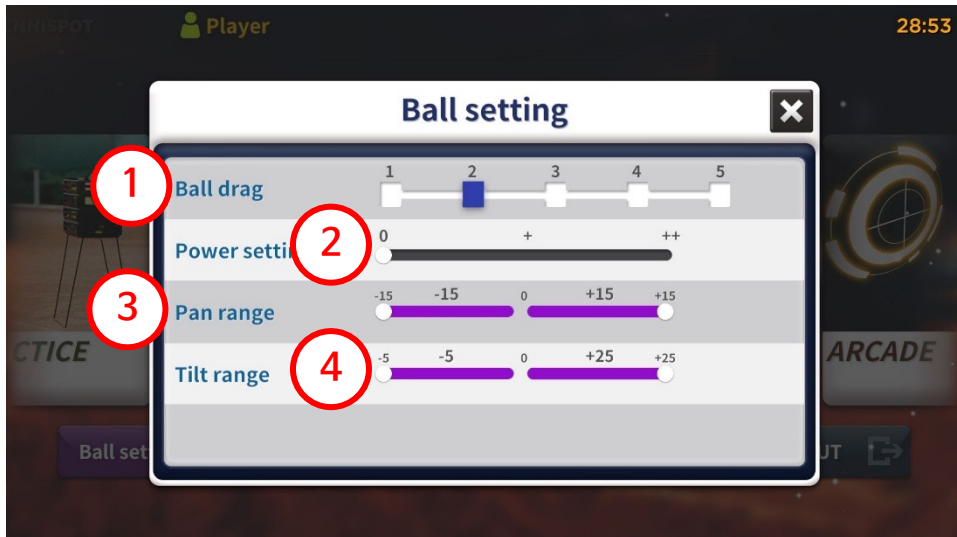 Player
28:53
Ball setting
1
Ball drag
1 2 3 4 5
2
Power setti
0 + ++
3
Pan range
-15 -15 0 +15 +15
4
Tilt range
-5 -5 0 +25 +25
CTICE
ARCADE
Ball set
UT